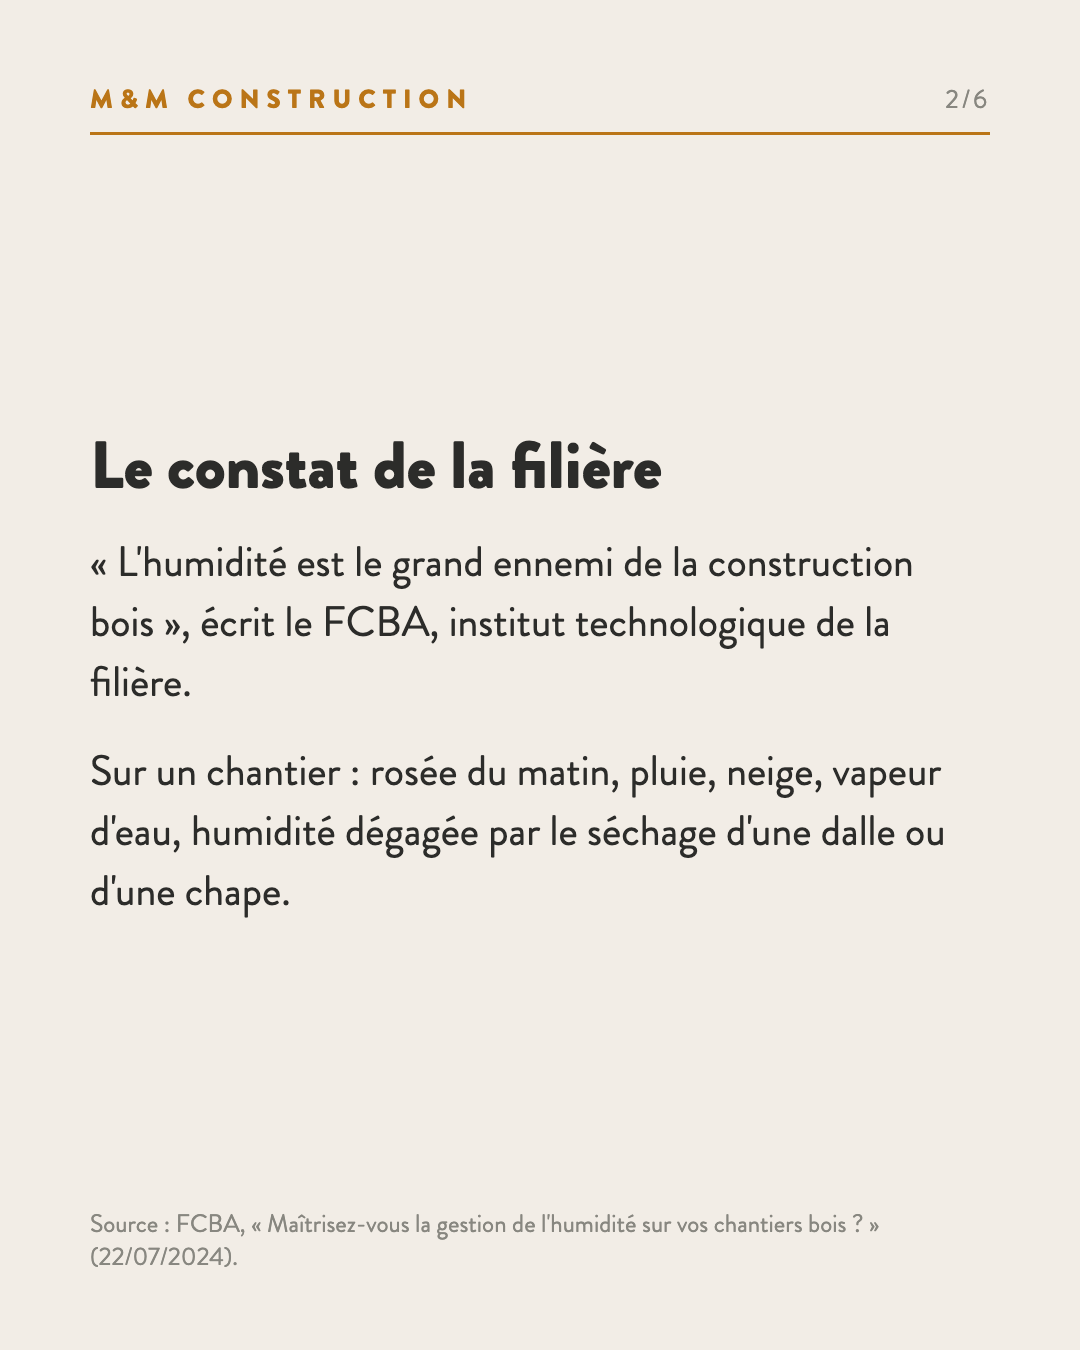 M&M CONSTRUCTION
2/6
Le constat de la filière
« L'humidité est le grand ennemi de la construction
bois », écrit le FCBA, institut technologique de la
filière.
Sur un chantier : rosée du matin, pluie, neige, vapeur
d'eau, humidité dégagée par le séchage d'une dalle ou
d'une chape.
Source : FCBA, « Maîtrisez-vous la gestion de l'humidité sur vos chantiers bois ? »
(22/07/2024).